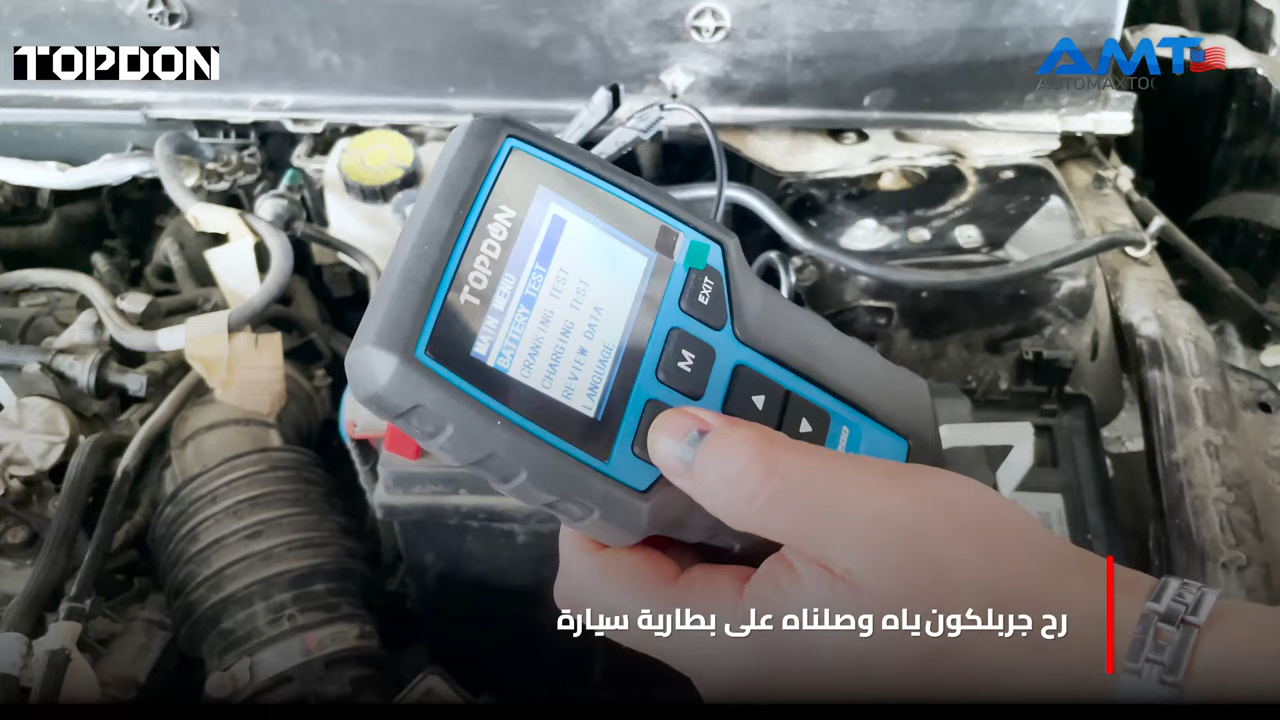 TOPDON
AMT
AUTOMAXTOO
TOPDON
MAIN MENU
BATTERY TEST
CRANKING TEST
CHARGING TEST
REVIEW DATA
LANGUAGE
EXIT
M
رح جربلكون ياه وصلناه على بطارية سيارة